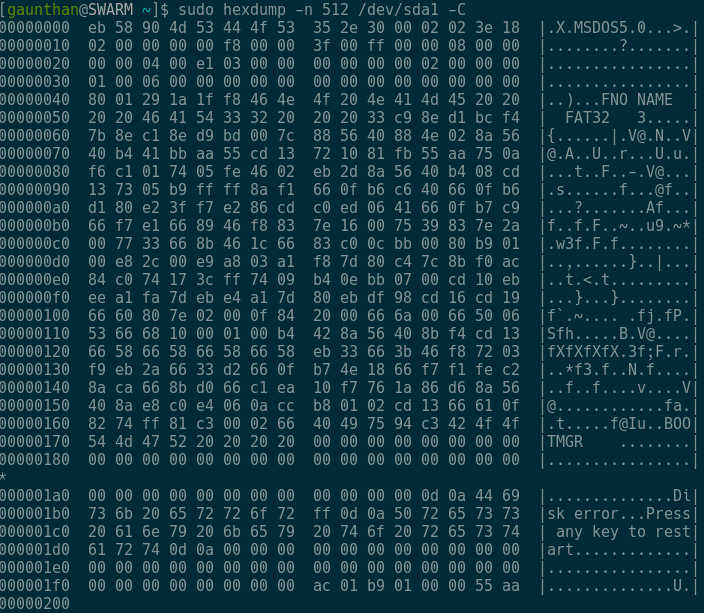 [gaunthan@SWARM ~]$ sudo hexdump -n 512 /dev/sda1 -C
00000000  eb 58 90 4d 53 44 4f 53  35 2e 30 00 02 02 3e 18  |.X.MSDOS5.0...>.|
00000010  02 00 00 00 00 f8 00 00  3f 00 ff 00 00 08 00 00  |........?.......|
00000020  00 00 04 00 e1 03 00 00  00 00 00 00 02 00 00 00  |................|
00000030  01 00 06 00 00 00 00 00  00 00 00 00 00 00 00 00  |................|
00000040  80 01 29 1a 1f f8 46 4e  4f 20 4e 41 4d 45 20 20  |..)...FNO NAME  |
00000050  20 20 46 41 54 33 32 20  20 20 33 c9 8e d1 bc f4  |  FAT32   3.....|
00000060  7b 8e c1 8e d9 bd 00 7c  88 56 40 88 4e 02 8a 56  |{......|.V@.N..V|
00000070  40 b4 41 bb aa 55 cd 13  72 10 81 fb 55 aa 75 0a  |@.A..U..r...U.u.|
00000080  f6 c1 01 74 05 fe 46 02  eb 2d 8a 56 40 b4 08 cd  |...t..F..-.V@...|
00000090  13 73 05 b9 ff ff 8a f1  66 0f b6 c6 40 66 0f b6  |.s......f...@f..|
000000a0  d1 80 e2 3f f7 e2 86 cd  c0 ed 06 41 66 0f b7 c9  |...?.......Af...|
000000b0  66 f7 e1 66 89 46 f8 83  7e 16 00 75 39 83 7e 2a  |f..f.F..~..u9.~*|
000000c0  00 77 33 66 8b 46 1c 66  83 c0 0c bb 00 80 b9 01  |.w3f.F.f........|
000000d0  00 e8 2c 00 e9 a8 03 a1  f8 7d 80 c4 7c 8b f0 ac  |..,......}..|...|
000000e0  84 c0 74 17 3c ff 74 09  b4 0e bb 07 00 cd 10 eb  |..t.<.t.........|
000000f0  ee a1 fa 7d eb e4 a1 7d  80 eb df 98 cd 16 cd 19  |...}...}........|
00000100  66 60 80 7e 02 00 0f 84  20 00 66 6a 00 66 50 06  |f`.~.... .fj.fP.|
00000110  53 66 68 10 00 01 00 b4  42 8a 56 40 8b f4 cd 13  |Sfh.....B.V@....|
00000120  66 58 66 58 66 58 66 58  eb 33 66 3b 46 f8 72 03  |fXfXfXfX.3f;F.r.|
00000130  f9 eb 2a 66 33 d2 66 0f  b7 4e 18 66 f7 f1 fe c2  |..*f3.f..N.f....|
00000140  8a ca 66 8b d0 66 c1 ea  10 f7 76 1a 86 d6 8a 56  |..f..f....v....V|
00000150  40 8a e8 c0 e4 06 0a cc  b8 01 02 cd 13 66 61 0f  |@............fa.|
00000160  82 74 ff 81 c3 00 02 66  40 49 75 94 c3 42 4f 4f  |.t.....f@Iu..BOO|
00000170  54 4d 47 52 20 20 20 20  00 00 00 00 00 00 00 00  |TMGR    ........|
00000180  00 00 00 00 00 00 00 00  00 00 00 00 00 00 00 00  |................|
*
000001a0  00 00 00 00 00 00 00 00  00 00 00 00 0d 0a 44 69  |..............Di|
000001b0  73 6b 20 65 72 72 6f 72  ff 0d 0a 50 72 65 73 73  |sk error...Press|
000001c0  20 61 6e 79 20 6b 65 79  20 74 6f 20 72 65 73 74  | any key to rest|
000001d0  61 72 74 0d 0a 00 00 00  00 00 00 00 00 00 00 00  |art.............|
000001e0  00 00 00 00 00 00 00 00  00 00 00 00 00 00 00 00  |................|
000001f0  00 00 00 00 00 00 00 00  ac 01 b9 01 00 00 55 aa  |..............U.|
00000200